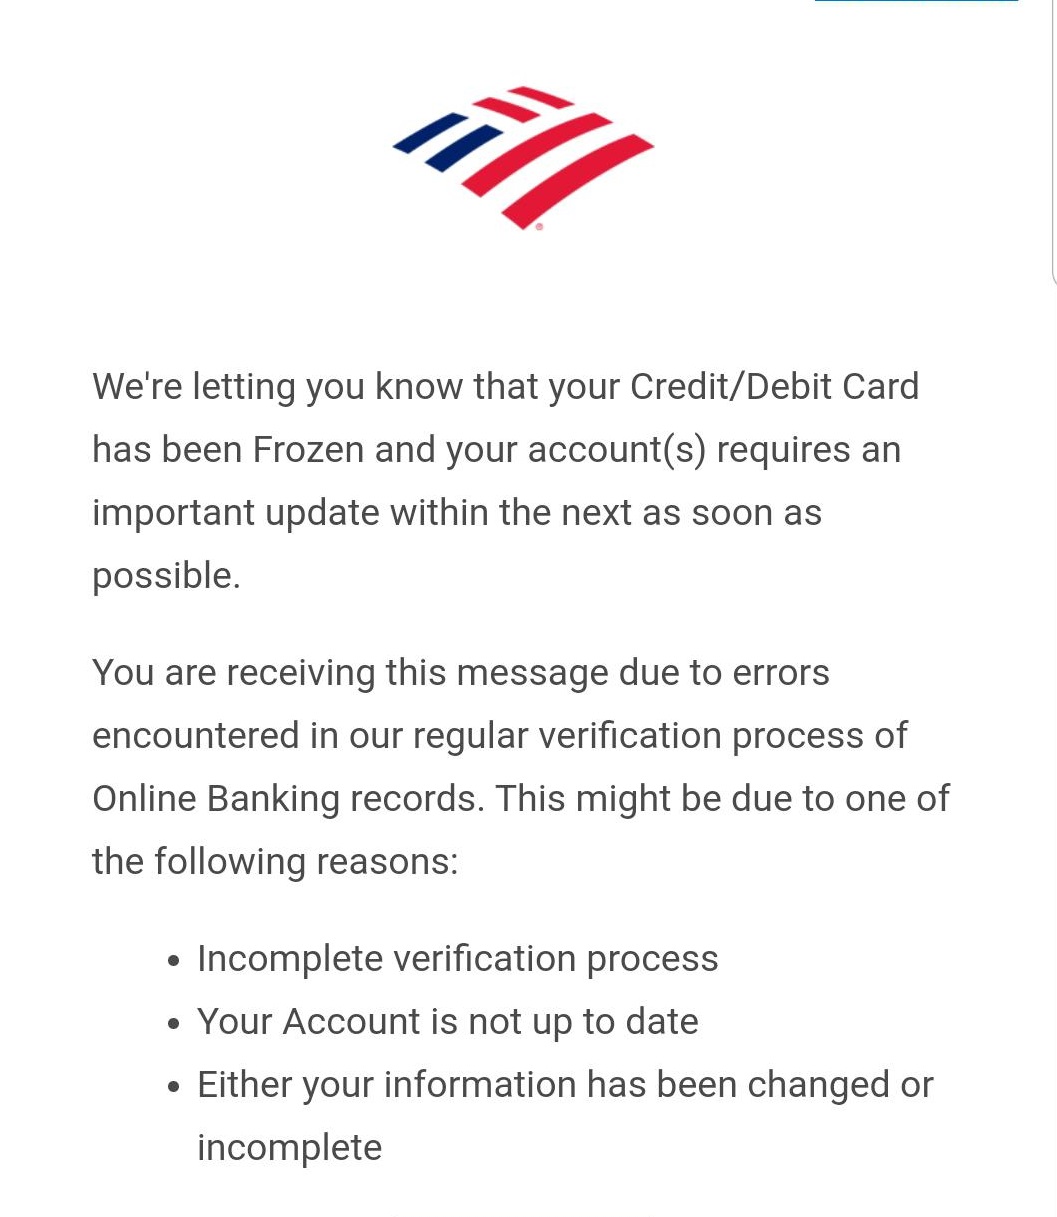 We're letting you know that your Credit/Debit Card
has been Frozen and your account(s) requires an
important update within the next as soon as
possible.
You are receiving this message due to errors
encountered in our regular verification process of
Online Banking records. This might be due to one of
the following reasons:
• Incomplete verification process
• Your Account is not up to date
• Either your information has been changed or
incomplete